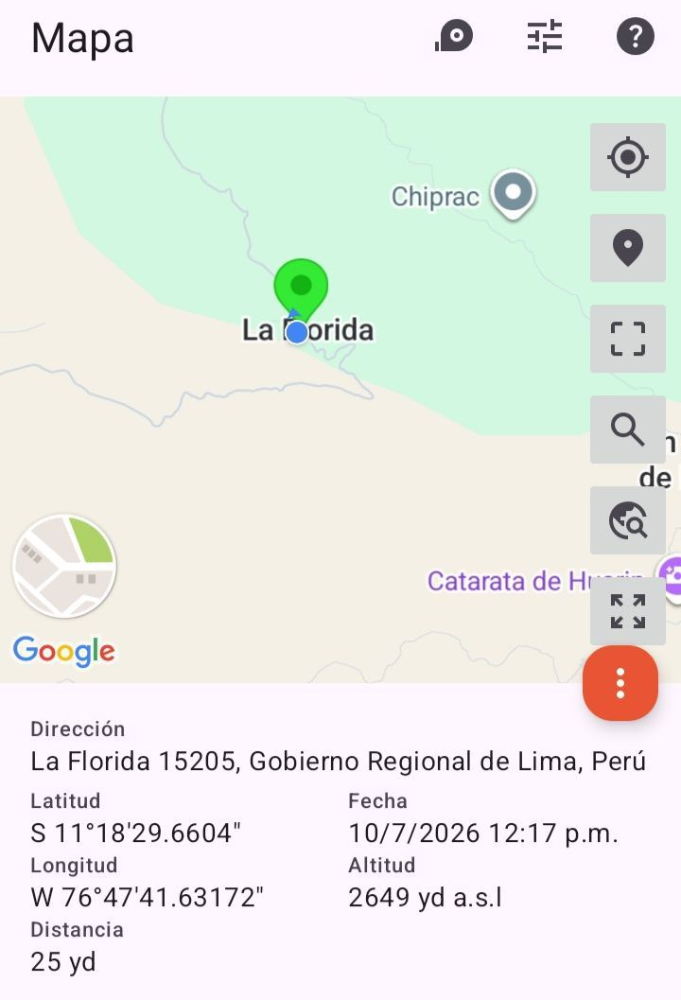 Mapa
Chiprac
La Florida
n
de
Catarata de Huerin
Google
Dirección
La Florida 15205, Gobierno Regional de Lima, Perú
Latitud
S 11°18'29.6604"
Fecha
10/7/2026 12:17 p.m.
Longitud
W 76°47'41.63172"
Altitud
2649 yd a.s.l
Distancia
25 yd